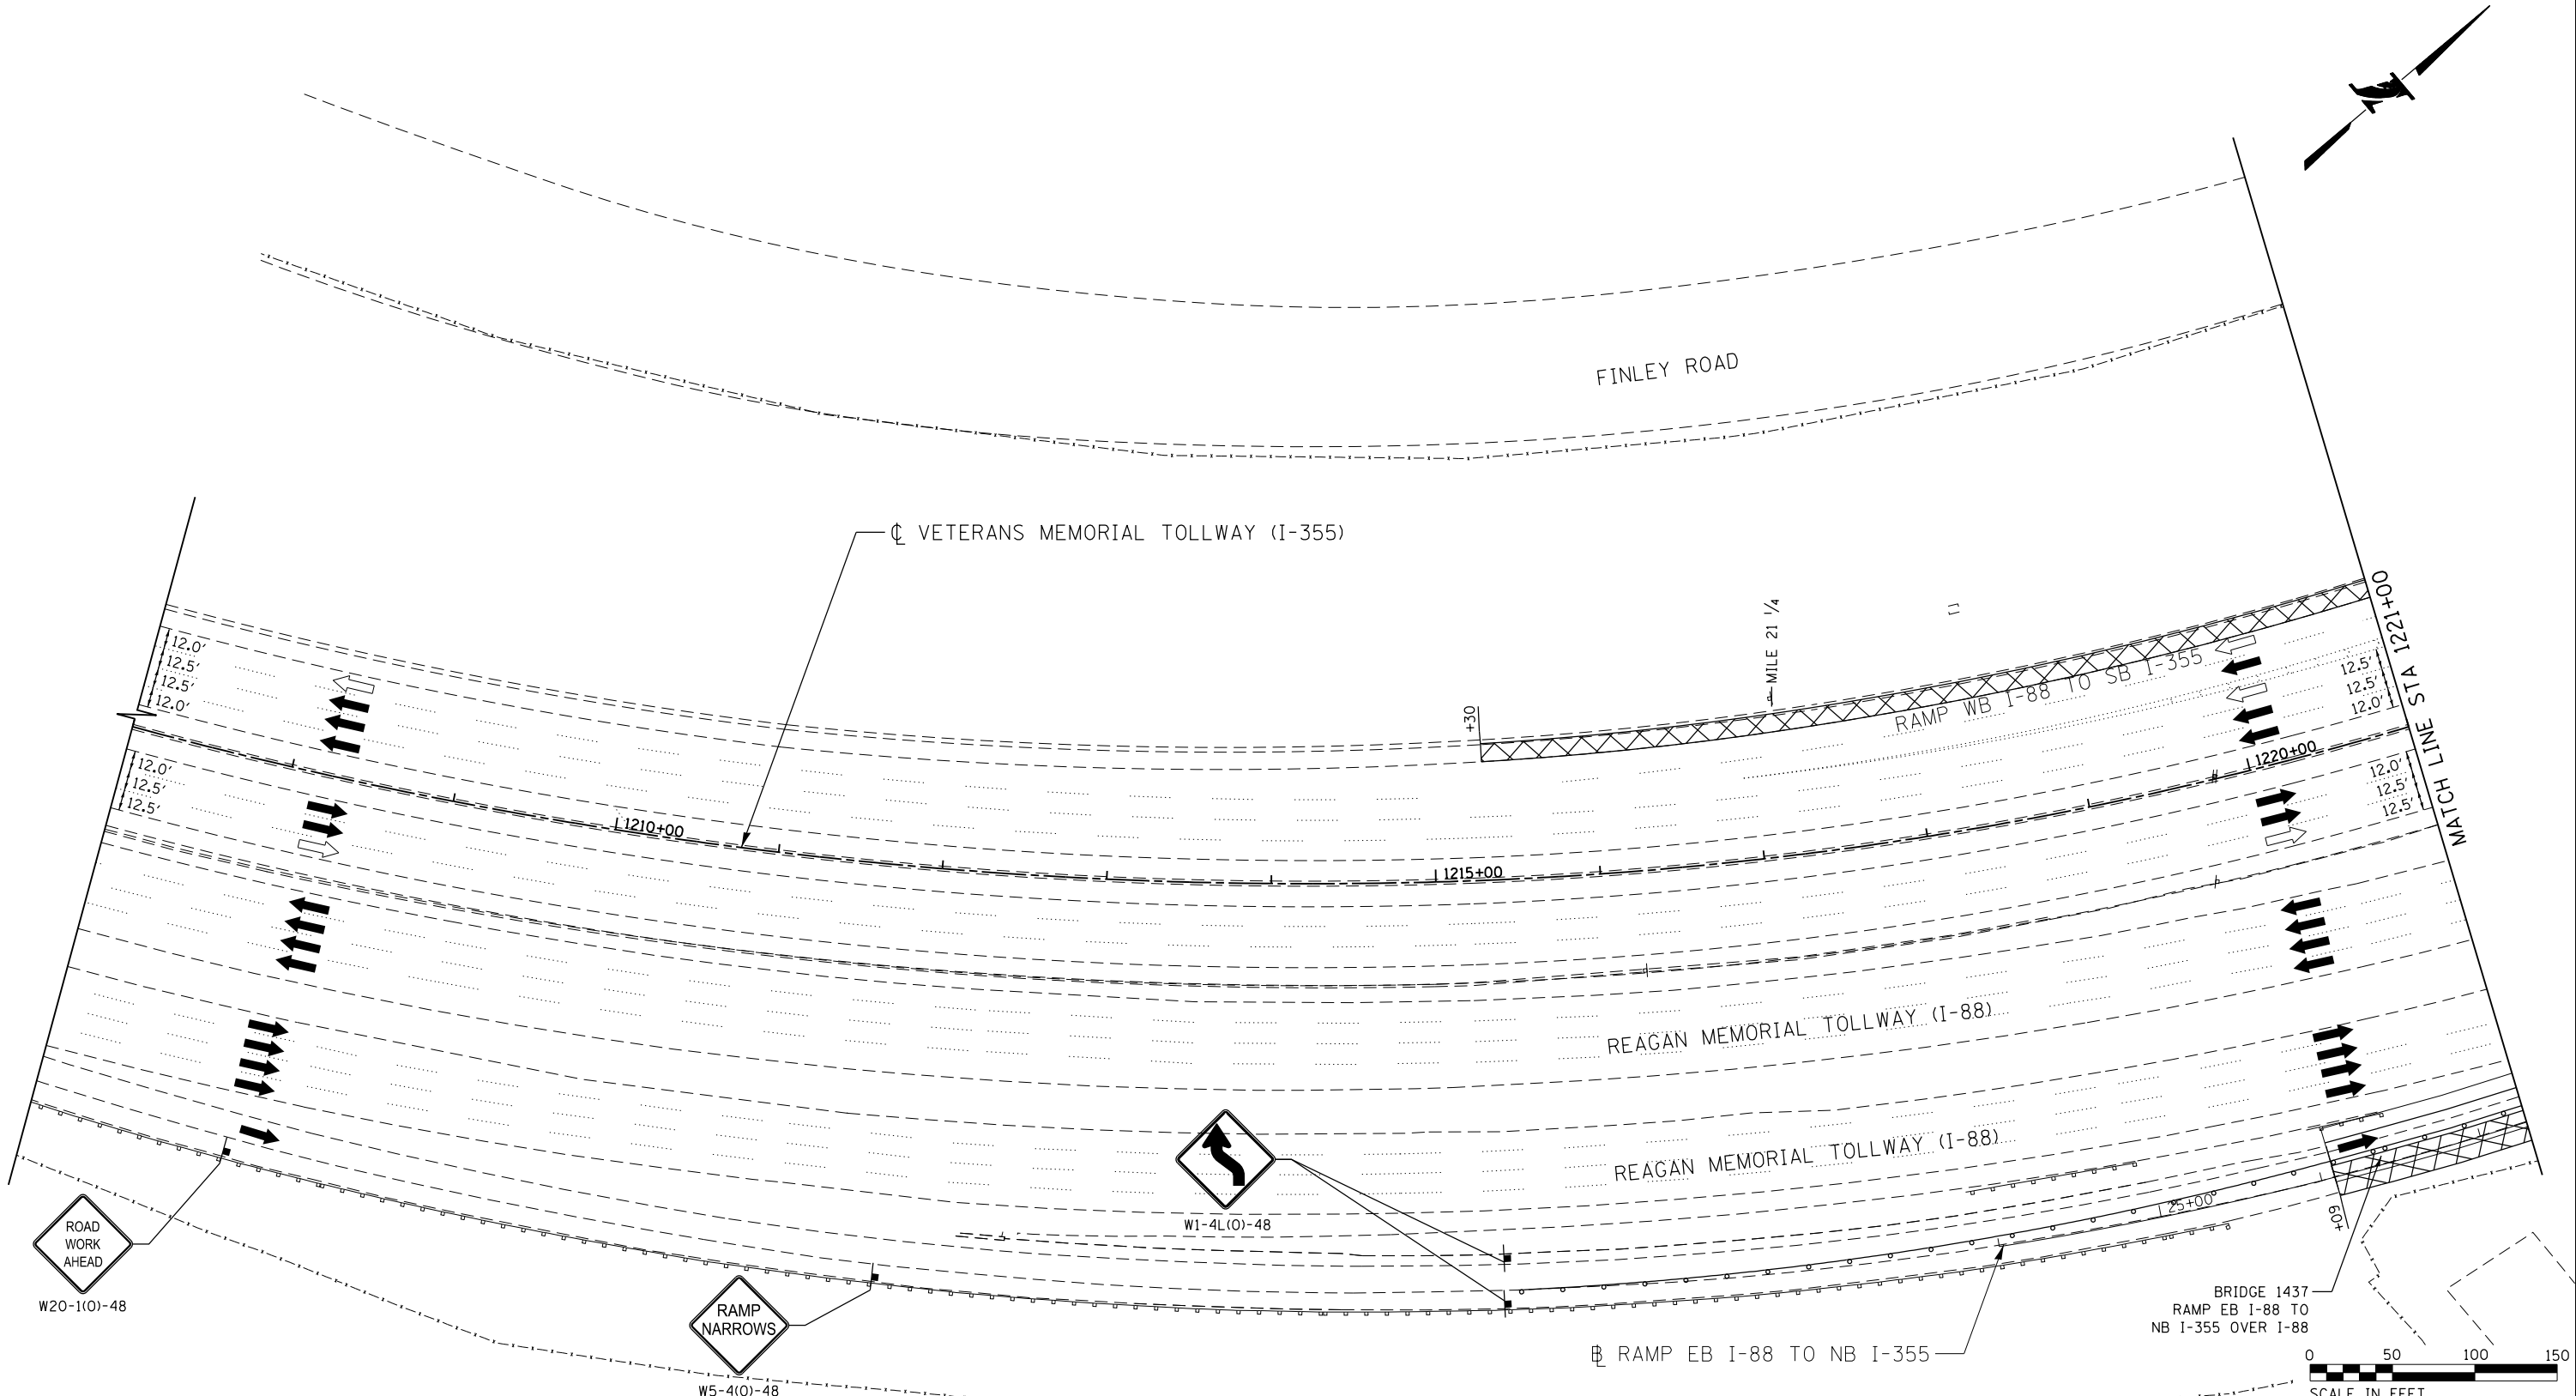 FINLEY ROAD
℄ VETERANS MEMORIAL TOLLWAY (I-355)
MATCH LINE STA 1221+00
MILE 21 1/4
+30
RAMP WB I-88 TO SB I-355
12.0'
12.5'
12.5'
12.0'
12.5'
12.5'
12.0'
12.0'
12.5'
12.5'
12.0'
12.5'
12.5'
1210+00
1215+00
1220+00
REAGAN MEMORIAL TOLLWAY (I-88)
REAGAN MEMORIAL TOLLWAY (I-88)
W1-4L(O)-48
ROAD
WORK
AHEAD
W20-1(O)-48
RAMP
NARROWS
W5-4(O)-48
25+00
+60
BRIDGE 1437
RAMP EB I-88 TO
NB I-355 OVER I-88
BL RAMP EB I-88 TO NB I-355
0 50 100 150
SCALE IN FEET